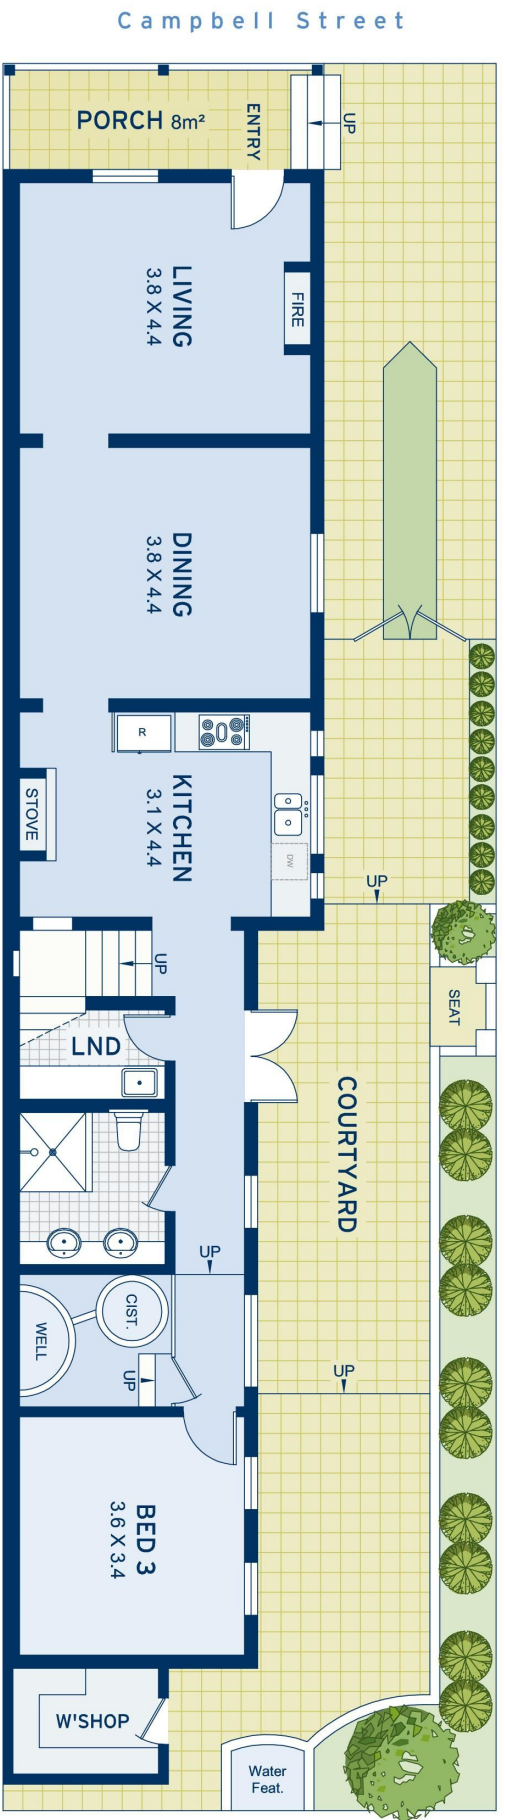 Campbell Street
PORCH 8m²
ENTRY
UP
LIVING
3.8 X 4.4
FIRE
DINING
3.8 X 4.4
R
KITCHEN
3.1 X 4.4
STOVE
DW
UP
UP
SEAT
LND
COURTYARD
UP
CIST.
WELL
UP
UP
BED 3
3.6 X 3.4
W'SHOP
Water
Feat.